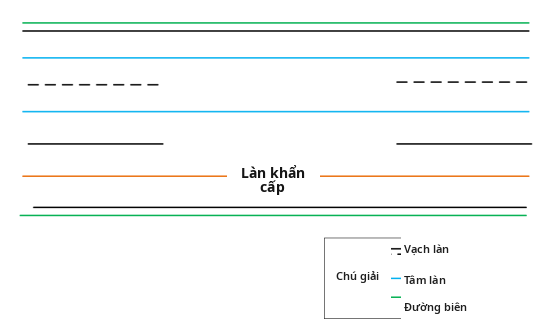 Làn khẩn
cấp
Vạch làn
Chú giải
Tâm làn
Đường biên